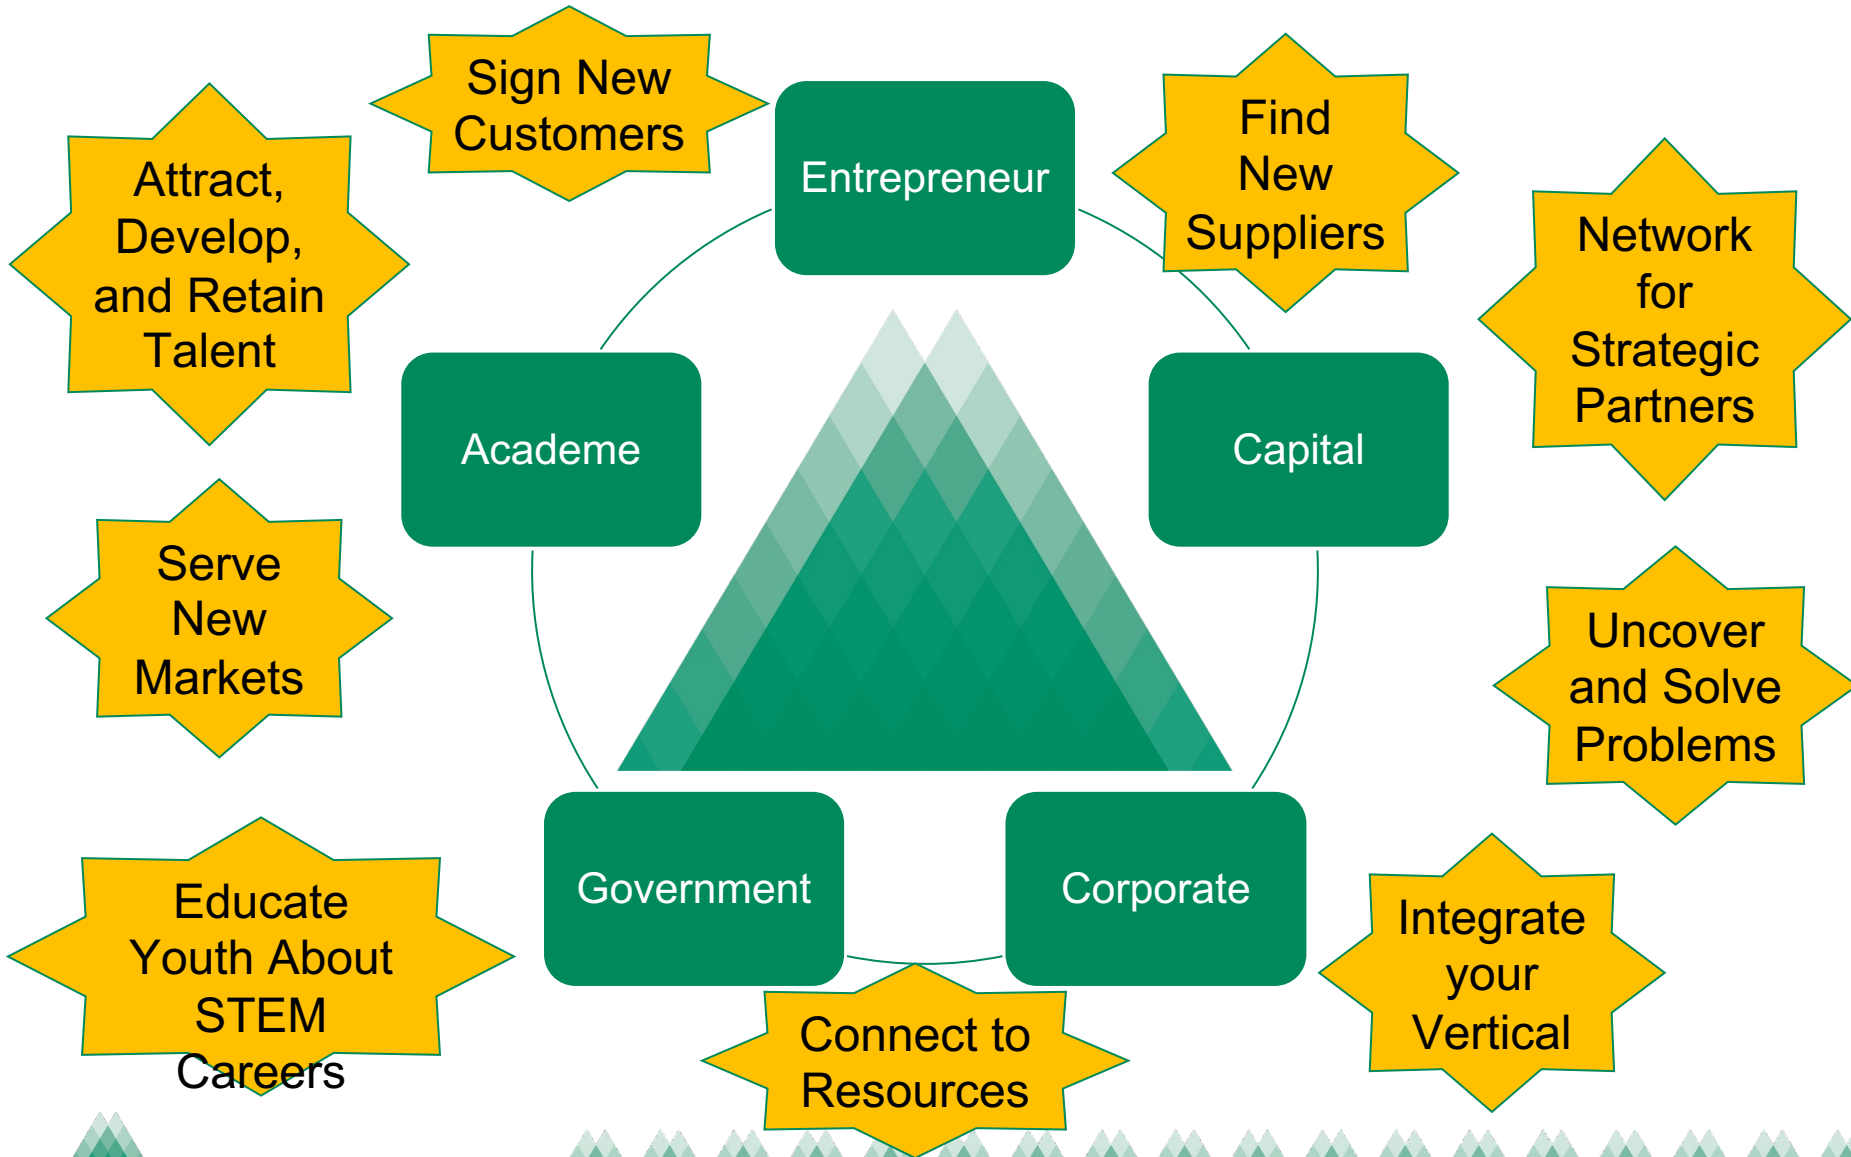 Sign New
Customers
Entrepreneur
Find
New
Suppliers
Attract,
Develop,
and Retain
Talent
Network
for
Strategic
Partners
Academe
Capital
Serve
New
Markets
Uncover
and Solve
Problems
Government
Corporate
Educate
Youth About
STEM
Careers
Integrate
your
Vertical
Connect to
Resources